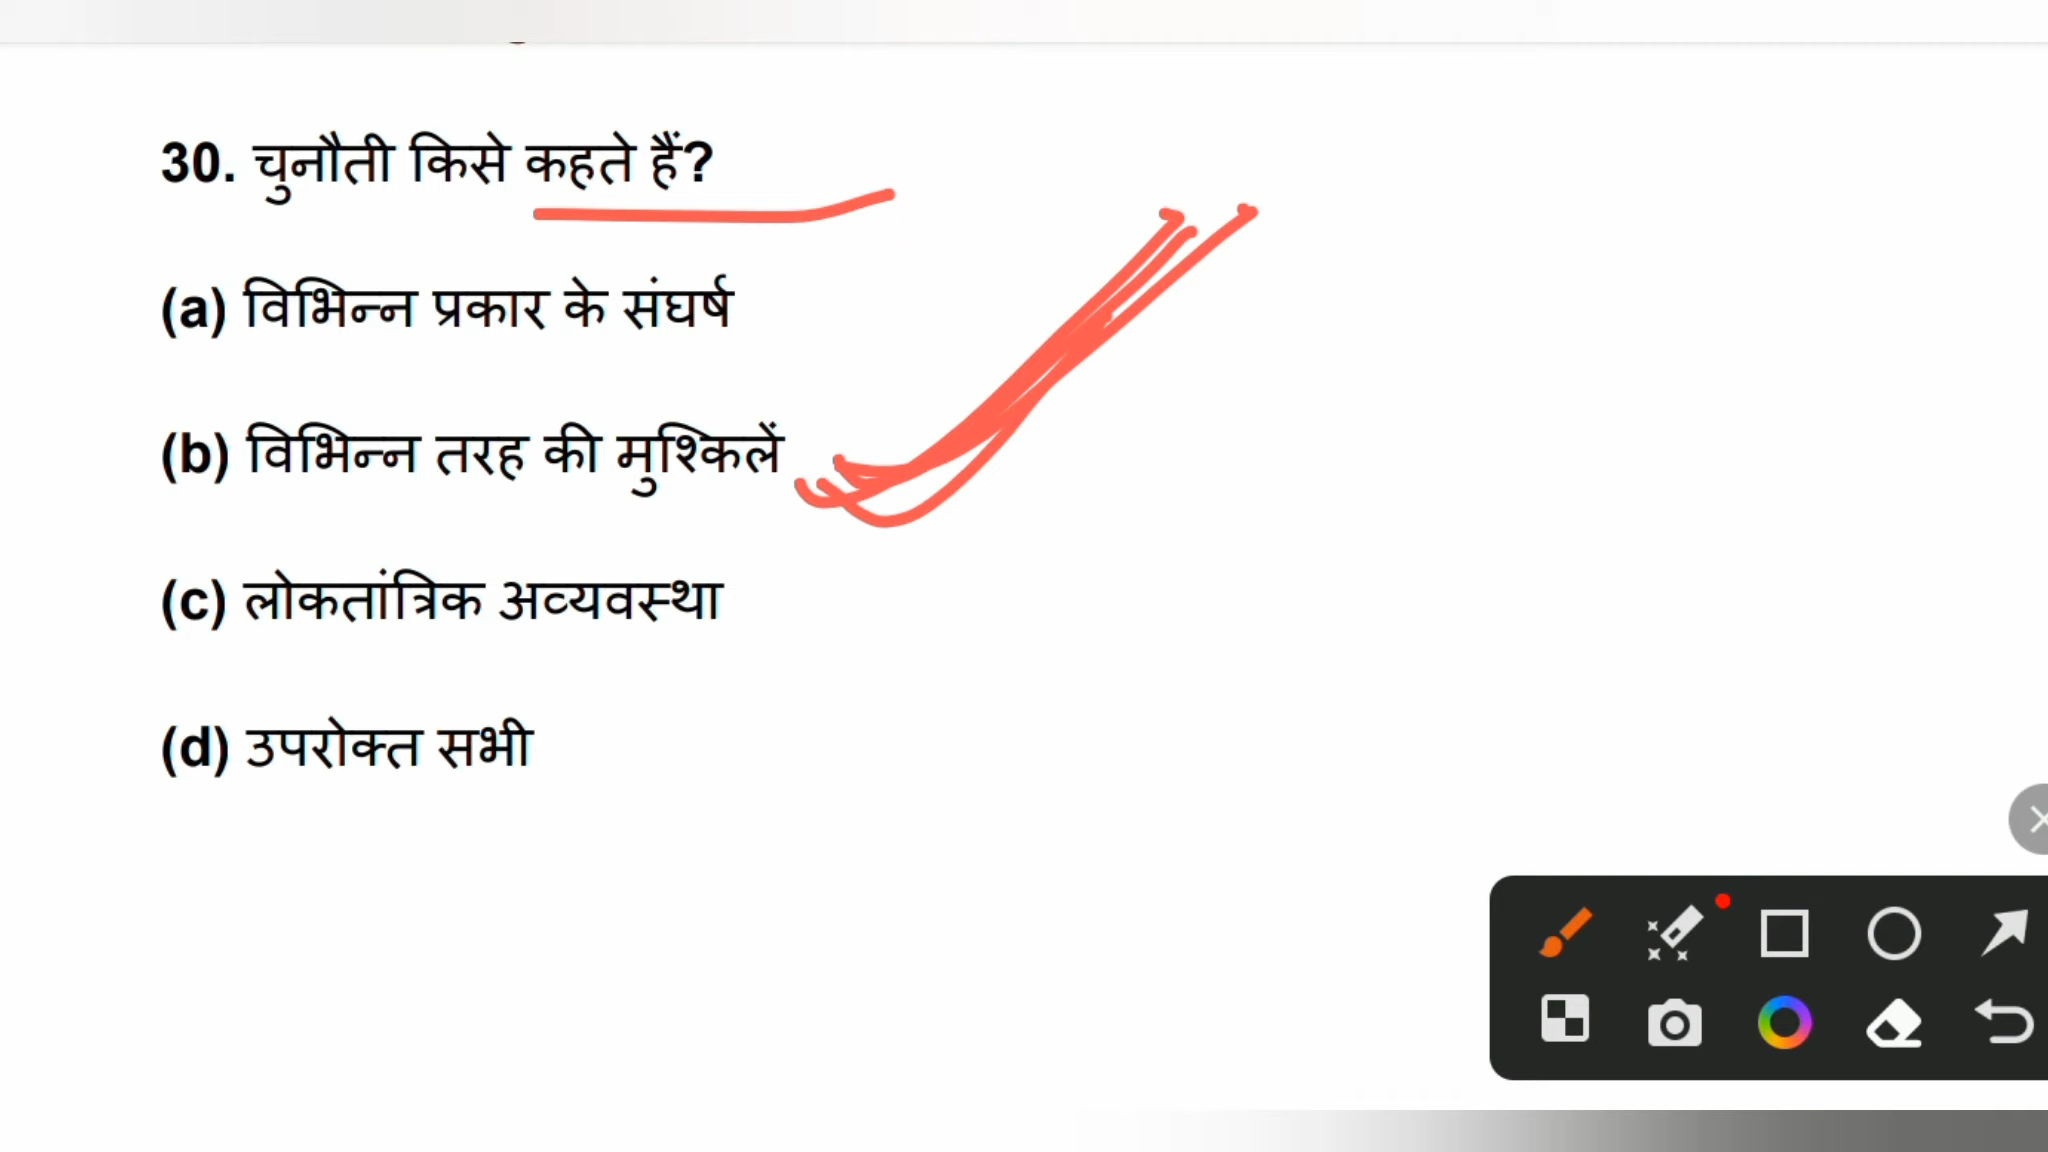 30. चुनौती किसे कहते हैं?
(a) विभिन्न प्रकार के संघर्ष
(b) विभिन्न तरह की मुश्किलें
(c) लोकतांत्रिक अव्यवस्था
(d) उपरोक्त सभी